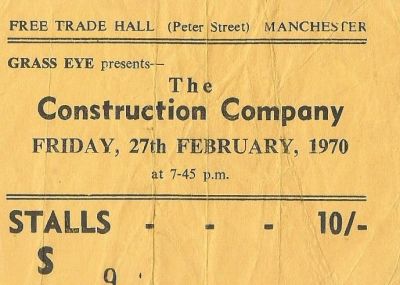 FREE TRADE HALL (Peter Street) MANCHESTER
GRASS EYE presents—
The
Construction Company
FRIDAY, 27th FEBRUARY, 1970
at 7-45 p.m.
STALLS - - - 10/-
S
9